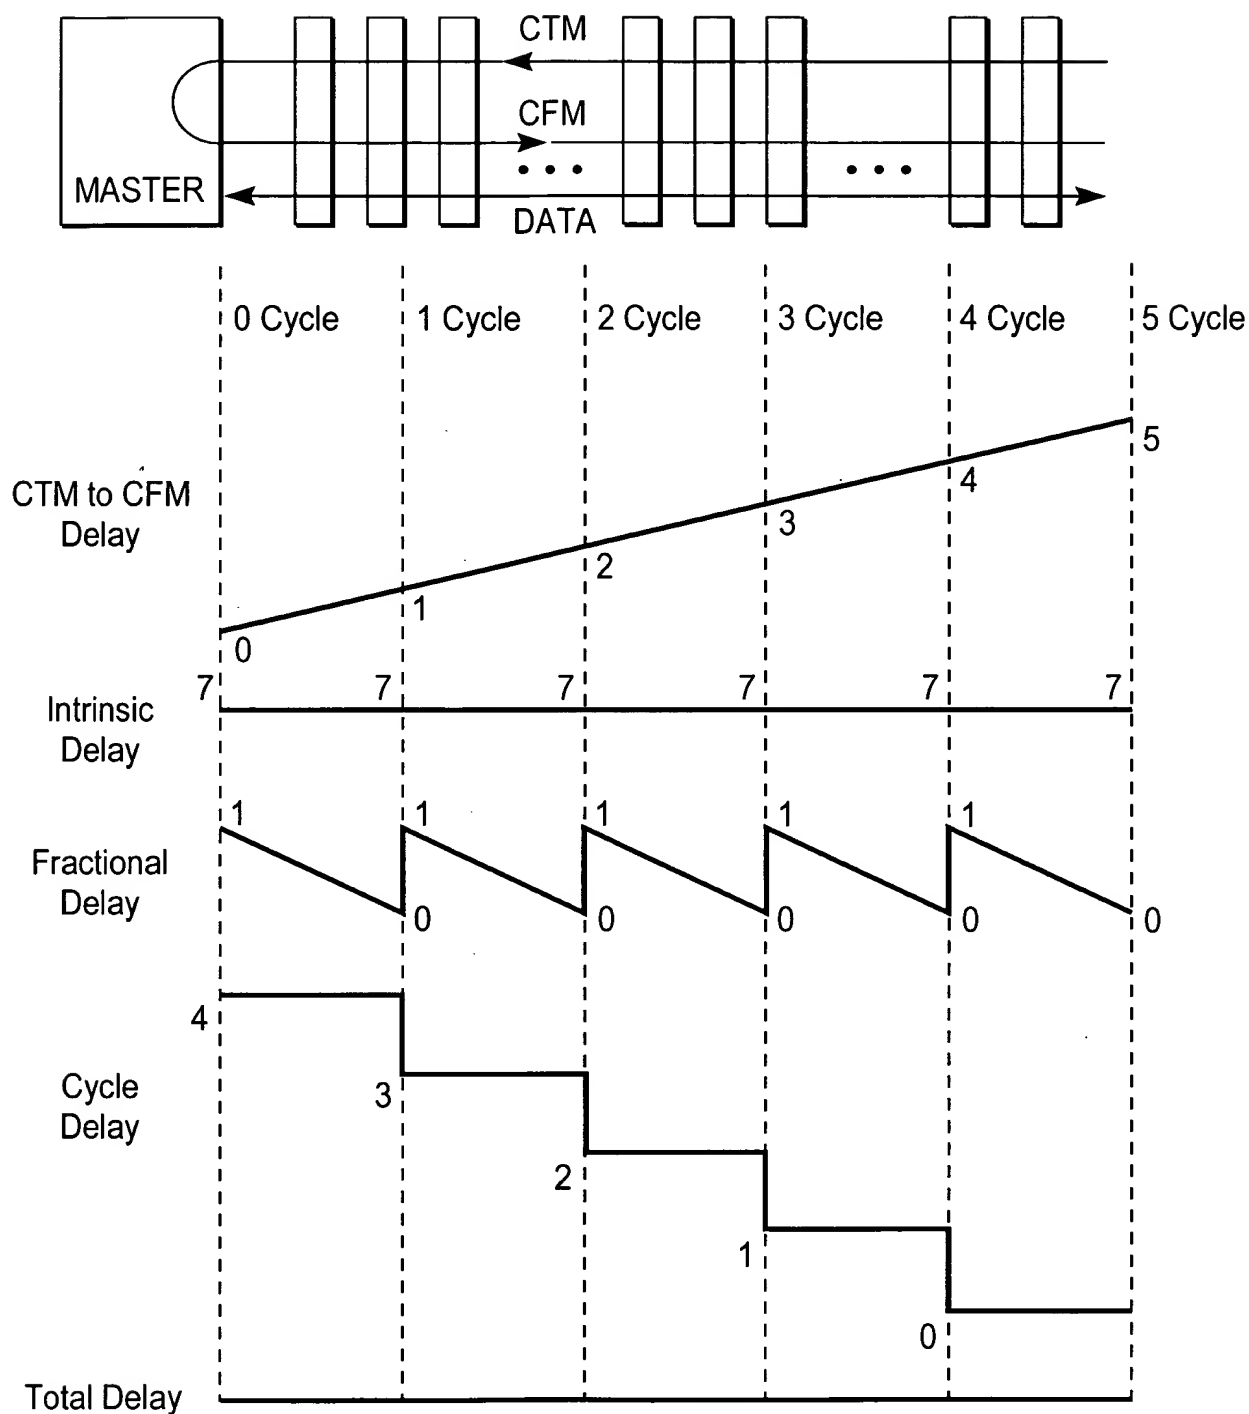 CTM
CFM
• • •
• • •
MASTER
DATA
0 Cycle
1 Cycle
2 Cycle
3 Cycle
4 Cycle
5 Cycle
CTM to CFM
Delay
5
4
3
2
1
0
Intrinsic
Delay
7
7
7
7
7
7
Fractional
Delay
1
1
1
1
1
0
0
0
0
0
Cycle
Delay
4
3
2
1
0
Total Delay